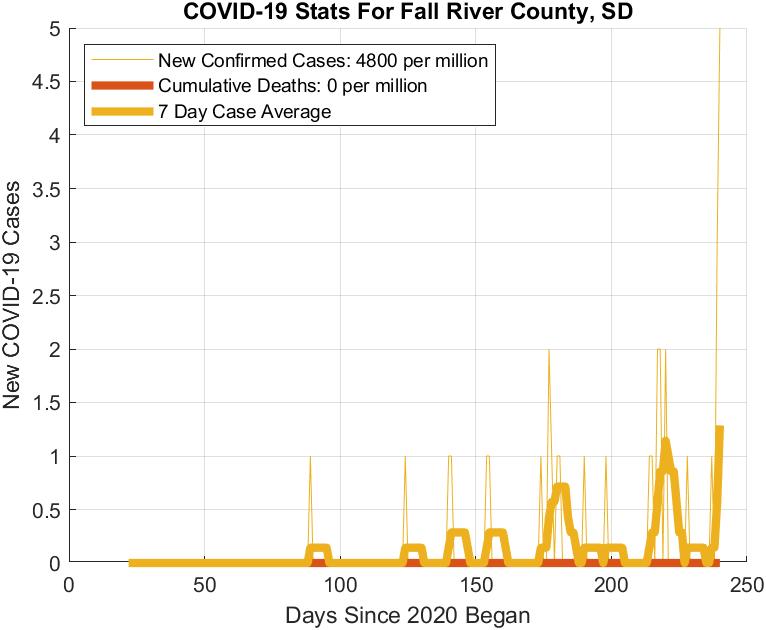 COVID-19 Stats For Fall River County, SD
5
4.5
4
3.5
3
2.5
2
1.5
1
0.5
0
New COVID-19 Cases
New Confirmed Cases: 4800 per million
Cumulative Deaths: 0 per million
7 Day Case Average
0 50 100 150 200 250
Days Since 2020 Began